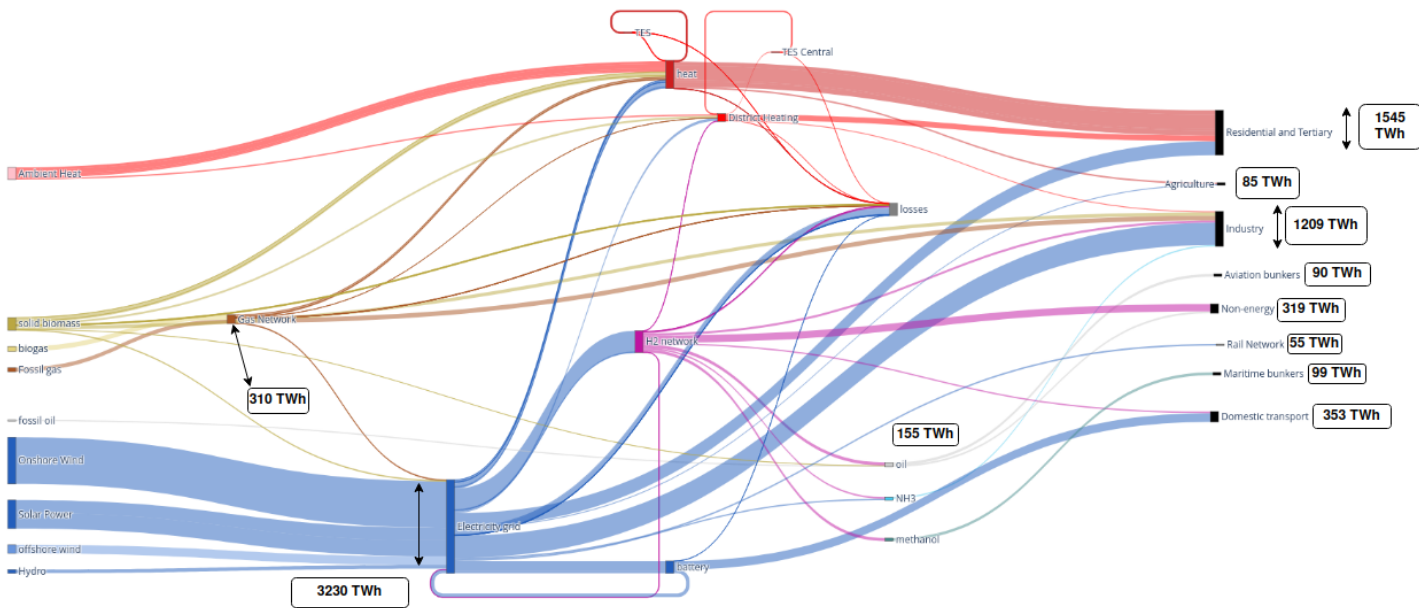 TES
TES Central
heat
District Heating
Residential and Tertiary
1545
TWh
Ambient Heat
Agriculture
85 TWh
losses
Industry
1209 TWh
Aviation bunkers
90 TWh
Non-energy
319 TWh
solid biomass
Gas Network
biogas
Fossil gas
310 TWh
H2 network
Rail Network
55 TWh
Maritime bunkers
99 TWh
fossil oil
Domestic transport
353 TWh
155 TWh
oil
Onshore Wind
NH3
Solar Power
Electricity grid
methanol
offshore wind
Hydro
battery
3230 TWh